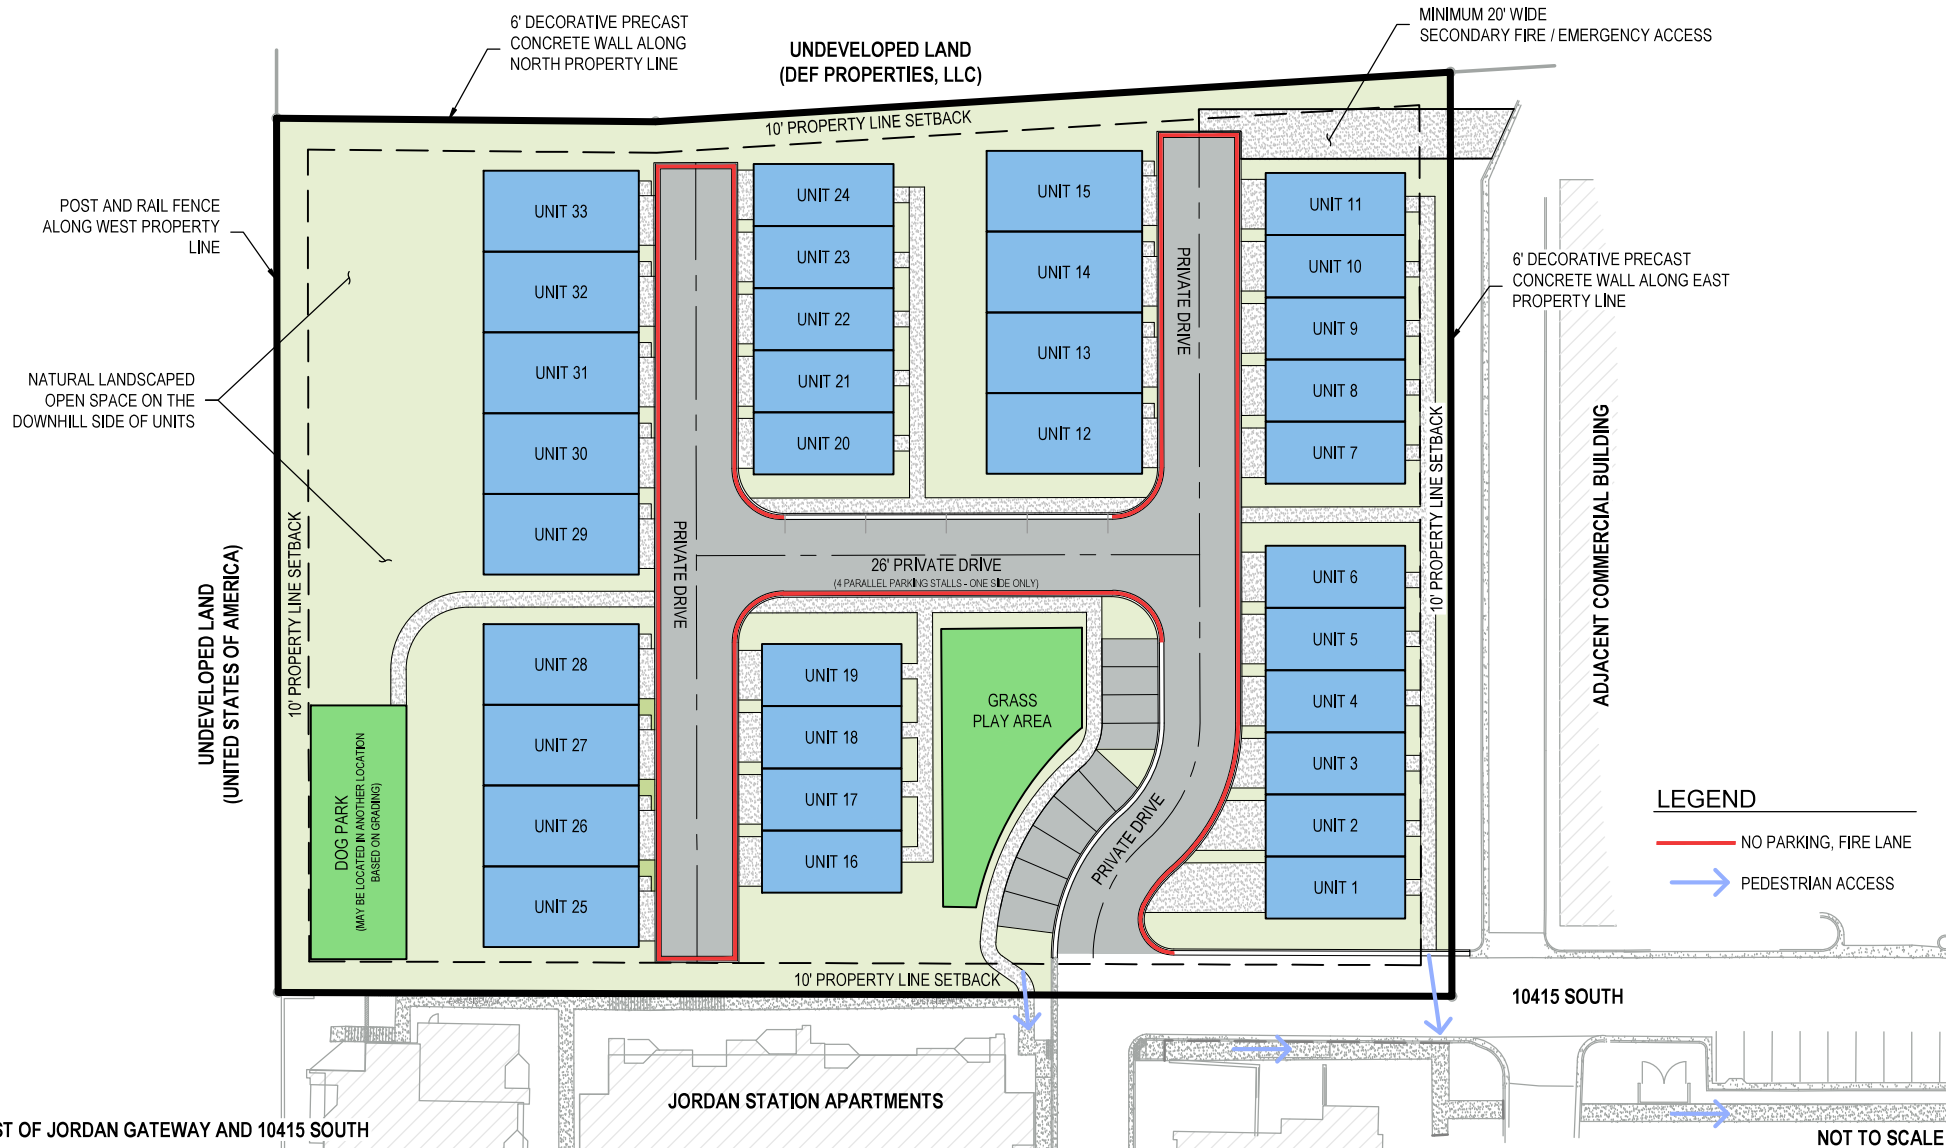 6' DECORATIVE PRECAST
CONCRETE WALL ALONG
NORTH PROPERTY LINE
UNDEVELOPED LAND
(DEF PROPERTIES, LLC)
MINIMUM 20' WIDE
SECONDARY FIRE / EMERGENCY ACCESS
10' PROPERTY LINE SETBACK
POST AND RAIL FENCE
ALONG WEST PROPERTY
LINE
NATURAL LANDSCAPED
OPEN SPACE ON THE
DOWNHILL SIDE OF UNITS
6' DECORATIVE PRECAST
CONCRETE WALL ALONG EAST
PROPERTY LINE
UNIT 33
UNIT 32
UNIT 31
UNIT 30
UNIT 29
UNIT 24
UNIT 23
UNIT 22
UNIT 21
UNIT 20
UNIT 15
UNIT 14
UNIT 13
UNIT 12
UNIT 11
UNIT 10
UNIT 9
UNIT 8
UNIT 7
PRIVATE DRIVE
PRIVATE DRIVE
26' PRIVATE DRIVE
(4 PARALLEL PARKING STALLS - ONE SIDE ONLY)
UNIT 6
UNIT 5
UNIT 4
UNIT 3
UNIT 2
UNIT 1
UNIT 28
UNIT 27
UNIT 26
UNIT 25
UNIT 19
UNIT 18
UNIT 17
UNIT 16
GRASS
PLAY AREA
PRIVATE DRIVE
DOG PARK
(MAY BE LOCATED IN ANOTHER LOCATION
BASED ON GRADING)
10' PROPERTY LINE SETBACK
UNDEVELOPED LAND
(UNITED STATES OF AMERICA)
10' PROPERTY LINE SETBACK
ADJACENT COMMERCIAL BUILDING
10' PROPERTY LINE SETBACK
LEGEND
NO PARKING, FIRE LANE
PEDESTRIAN ACCESS
10415 SOUTH
JORDAN STATION APARTMENTS
ST OF JORDAN GATEWAY AND 10415 SOUTH
NOT TO SCALE